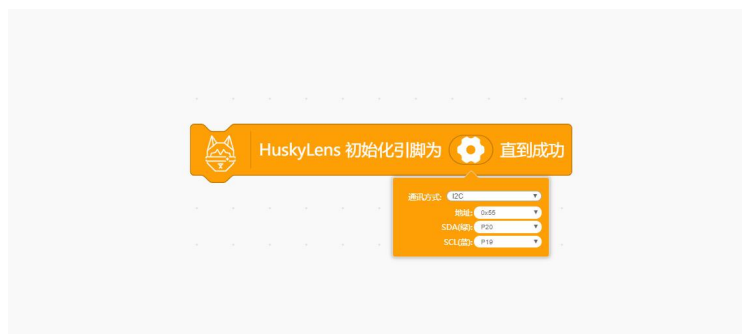 HuskyLens 初始化引脚为 直到成功
通讯方式: I2C
地址: 0x55
SDA(绿): P20
SCL(蓝): P19